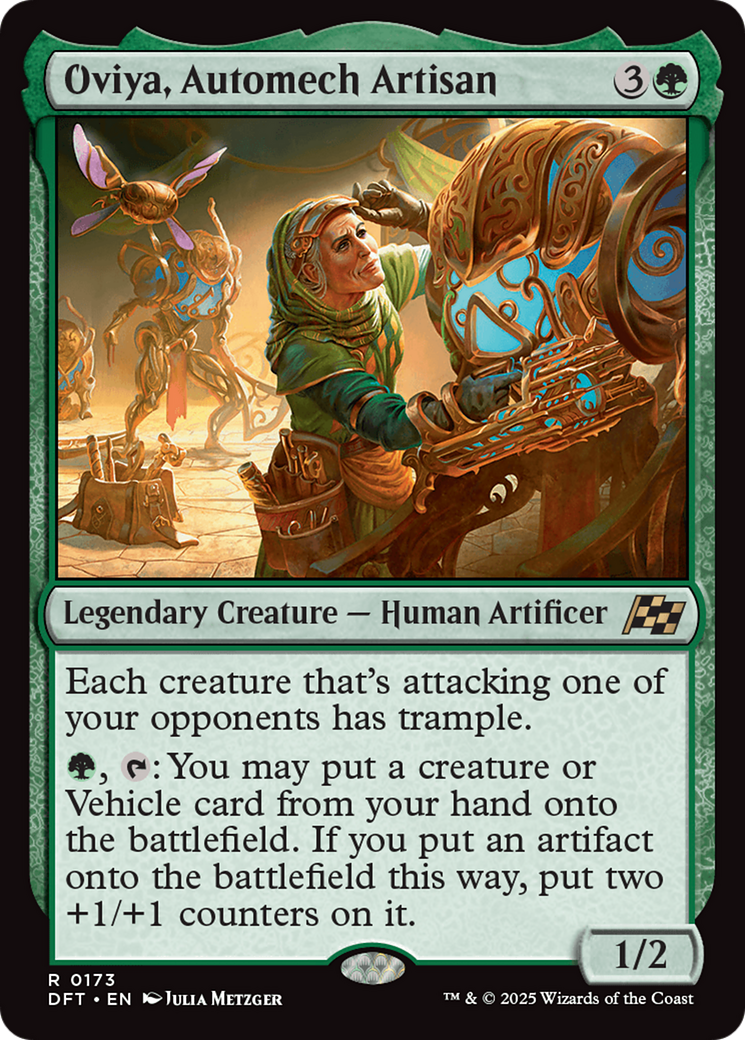 Oviya, Automech Artisan 3
Legendary Creature — Human Artificer
Each creature that's attacking one of
your opponents has trample.
, : You may put a creature or
Vehicle card from your hand onto
the battlefield. If you put an artifact
onto the battlefield this way, put two
+1/+1 counters on it.
1/2
R 0173
DFT • EN Julia Metzger
™ & © 2025 Wizards of the Coast